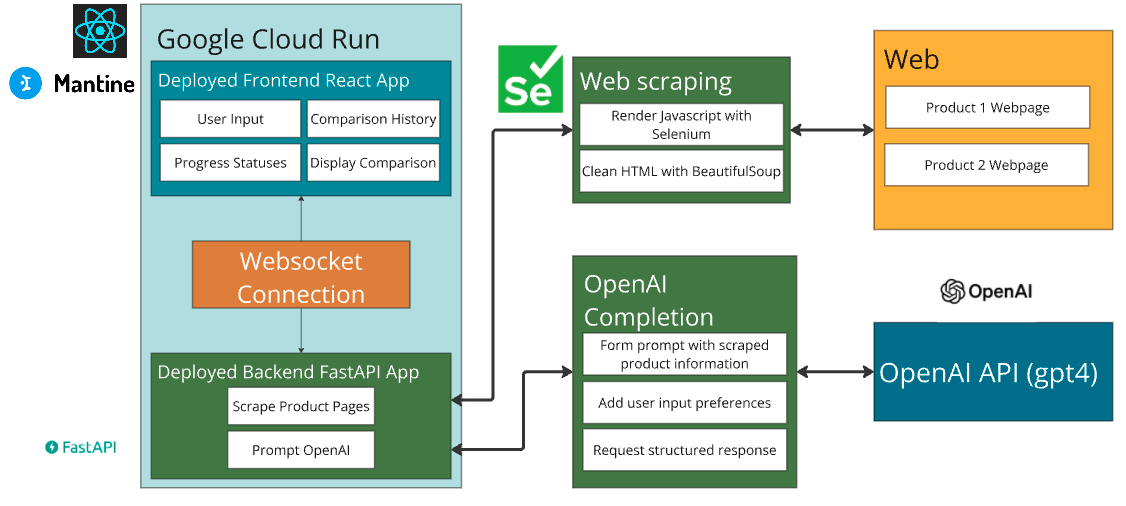 Mantine
Google Cloud Run
Deployed Frontend React App
User Input
Comparison History
Progress Statuses
Display Comparison
Websocket
Connection
Deployed Backend FastAPI App
Scrape Product Pages
Prompt OpenAI
FastAPI
Se
Web scraping
Render Javascript with
Selenium
Clean HTML with BeautifulSoup
Web
Product 1 Webpage
Product 2 Webpage
OpenAI
Completion
Form prompt with scraped
product information
Add user input preferences
Request structured response
OpenAI
OpenAI API (gpt4)